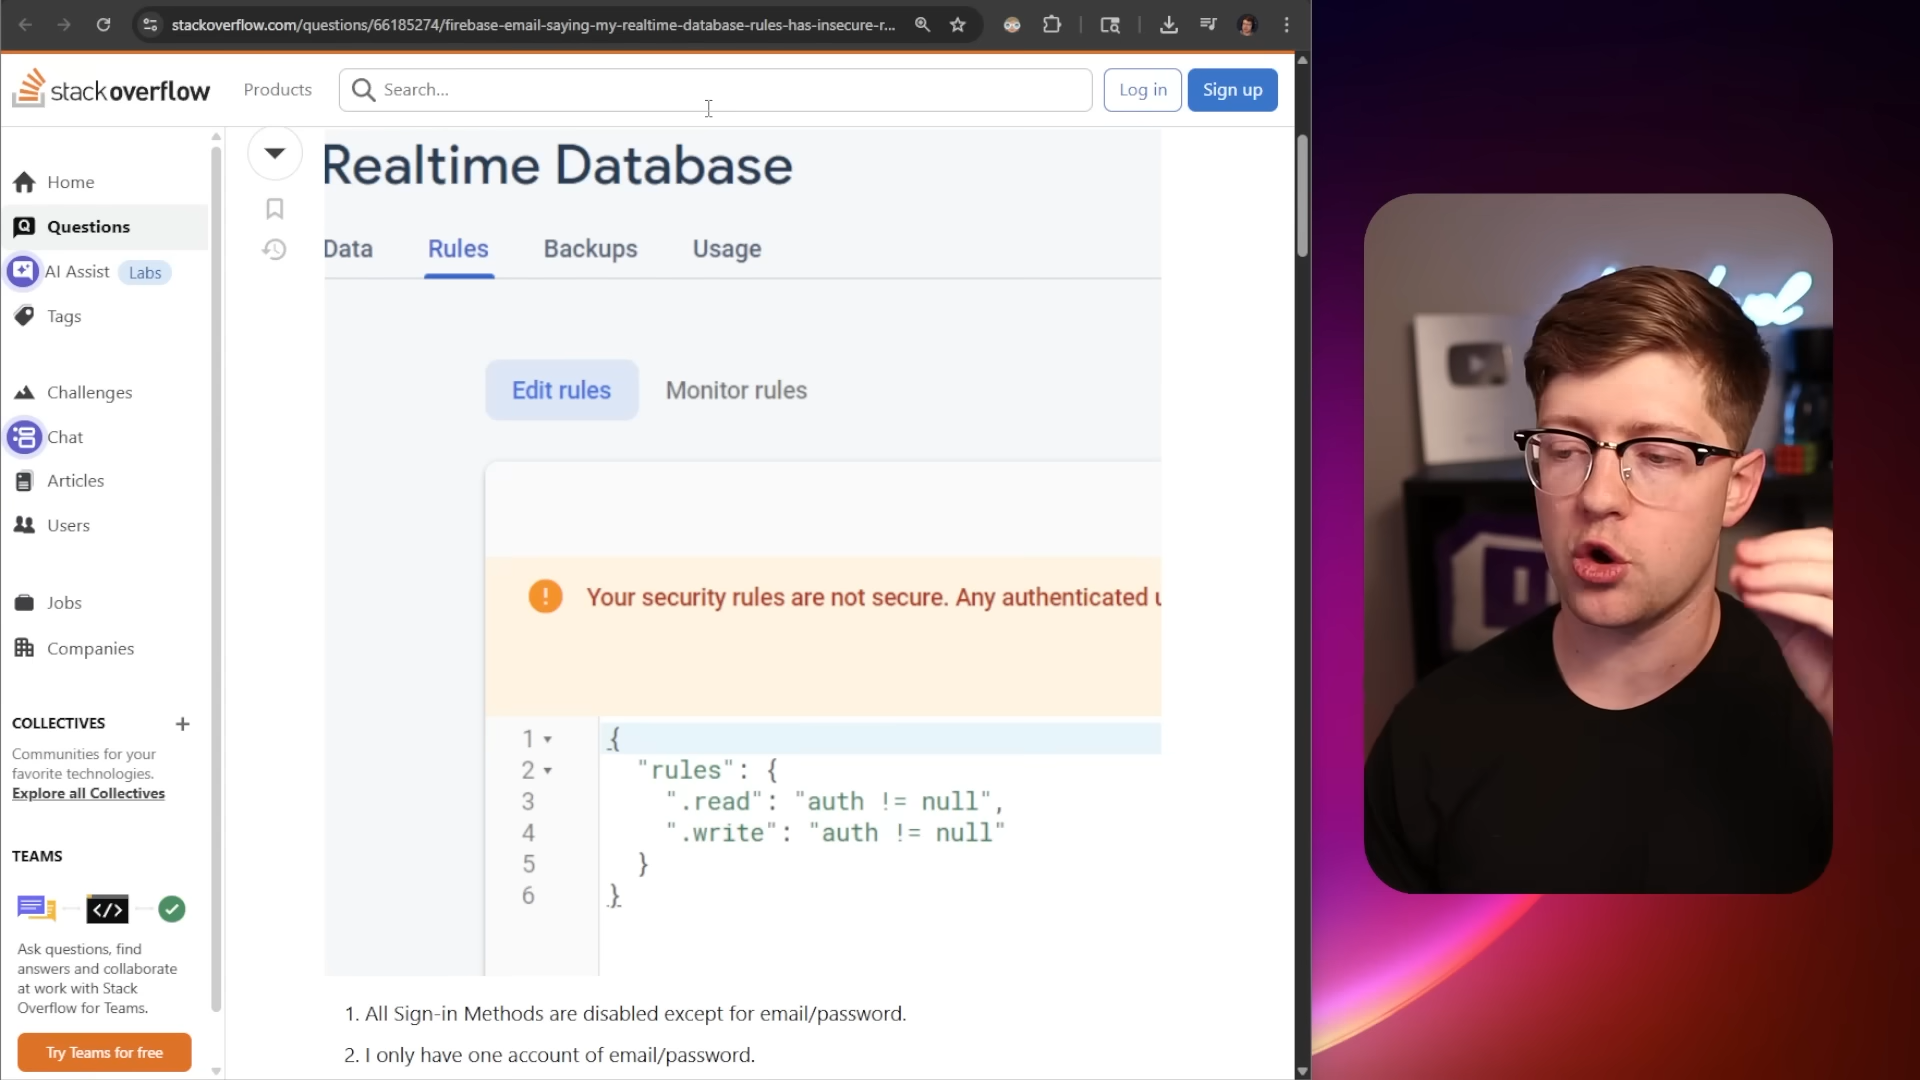 stackoverflow.com/questions/66185274/firebase-email-saying-my-realtime-database-rules-has-insecure-r...
stackoverflow
Products
Search...
Log in
Sign up
Home
Questions
AI Assist
Labs
Tags
Challenges
Chat
Articles
Users
Jobs
Companies
COLLECTIVES
Communities for your
favorite technologies.
Explore all Collectives
TEAMS
Ask questions, find
answers and collaborate
at work with Stack
Overflow for Teams.
Try Teams for free
Realtime Database
Data
Rules
Backups
Usage
Edit rules
Monitor rules
Your security rules are not secure. Any authenticated u
1 {
2 "rules": {
3 ".read": "auth != null",
4 ".write": "auth != null"
5 }
6 }
1. All Sign-in Methods are disabled except for email/password.
2. I only have one account of email/password.